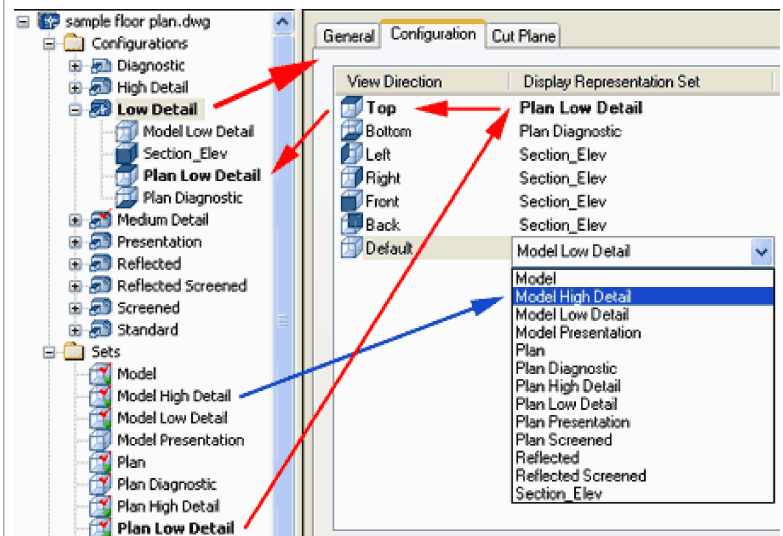 sample floor plan.dwg
Configurations
Diagnostic
High Detail
Low Detail
Model Low Detail
Section_Elev
Plan Low Detail
Plan Diagnostic
Medium Detail
Presentation
Reflected
Reflected Screened
Screened
Standard
Sets
Model
Model High Detail
Model Low Detail
Model Presentation
Plan
Plan Diagnostic
Plan High Detail
Plan Low Detail
General Configuration Cut Plane
View Direction Display Representation Set
Top Plan Low Detail
Bottom Plan Diagnostic
Left Section_Elev
Right Section_Elev
Front Section_Elev
Back Section_Elev
Default Model Low Detail
Model
Model High Detail
Model Low Detail
Model Presentation
Plan
Plan Diagnostic
Plan High Detail
Plan Low Detail
Plan Presentation
Plan Screened
Reflected
Reflected Screened
Section_Elev